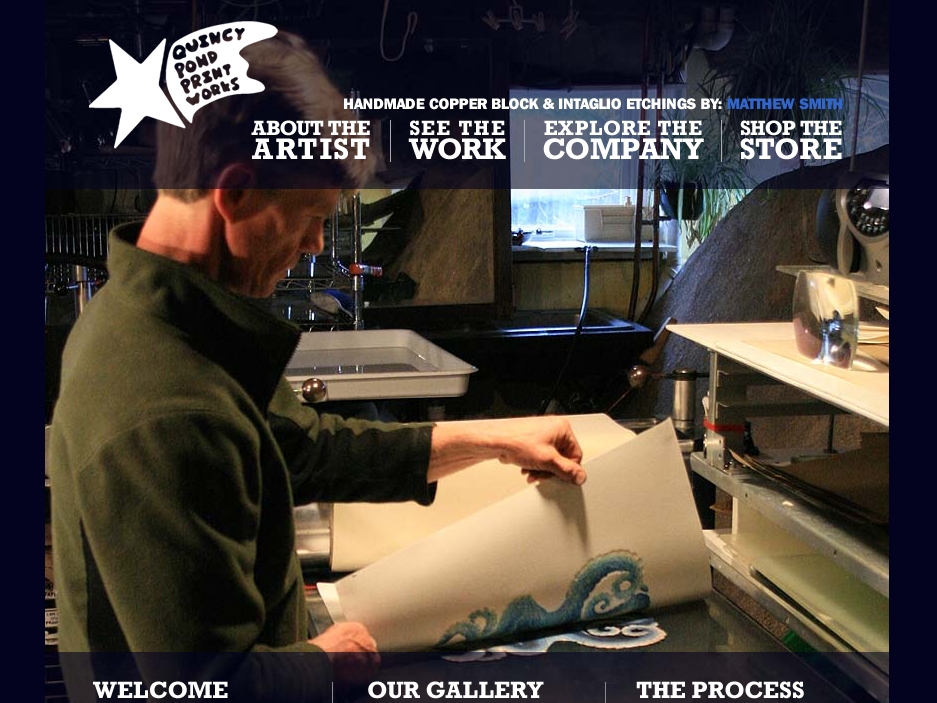 QUINCY
POND
PRINT
WORKS
HANDMADE COPPER BLOCK & INTAGLIO ETCHINGS BY: MATTHEW SMITH
ABOUT THE
ARTIST
SEE THE
WORK
EXPLORE THE
COMPANY
SHOP THE
STORE
WELCOME
OUR GALLERY
THE PROCESS